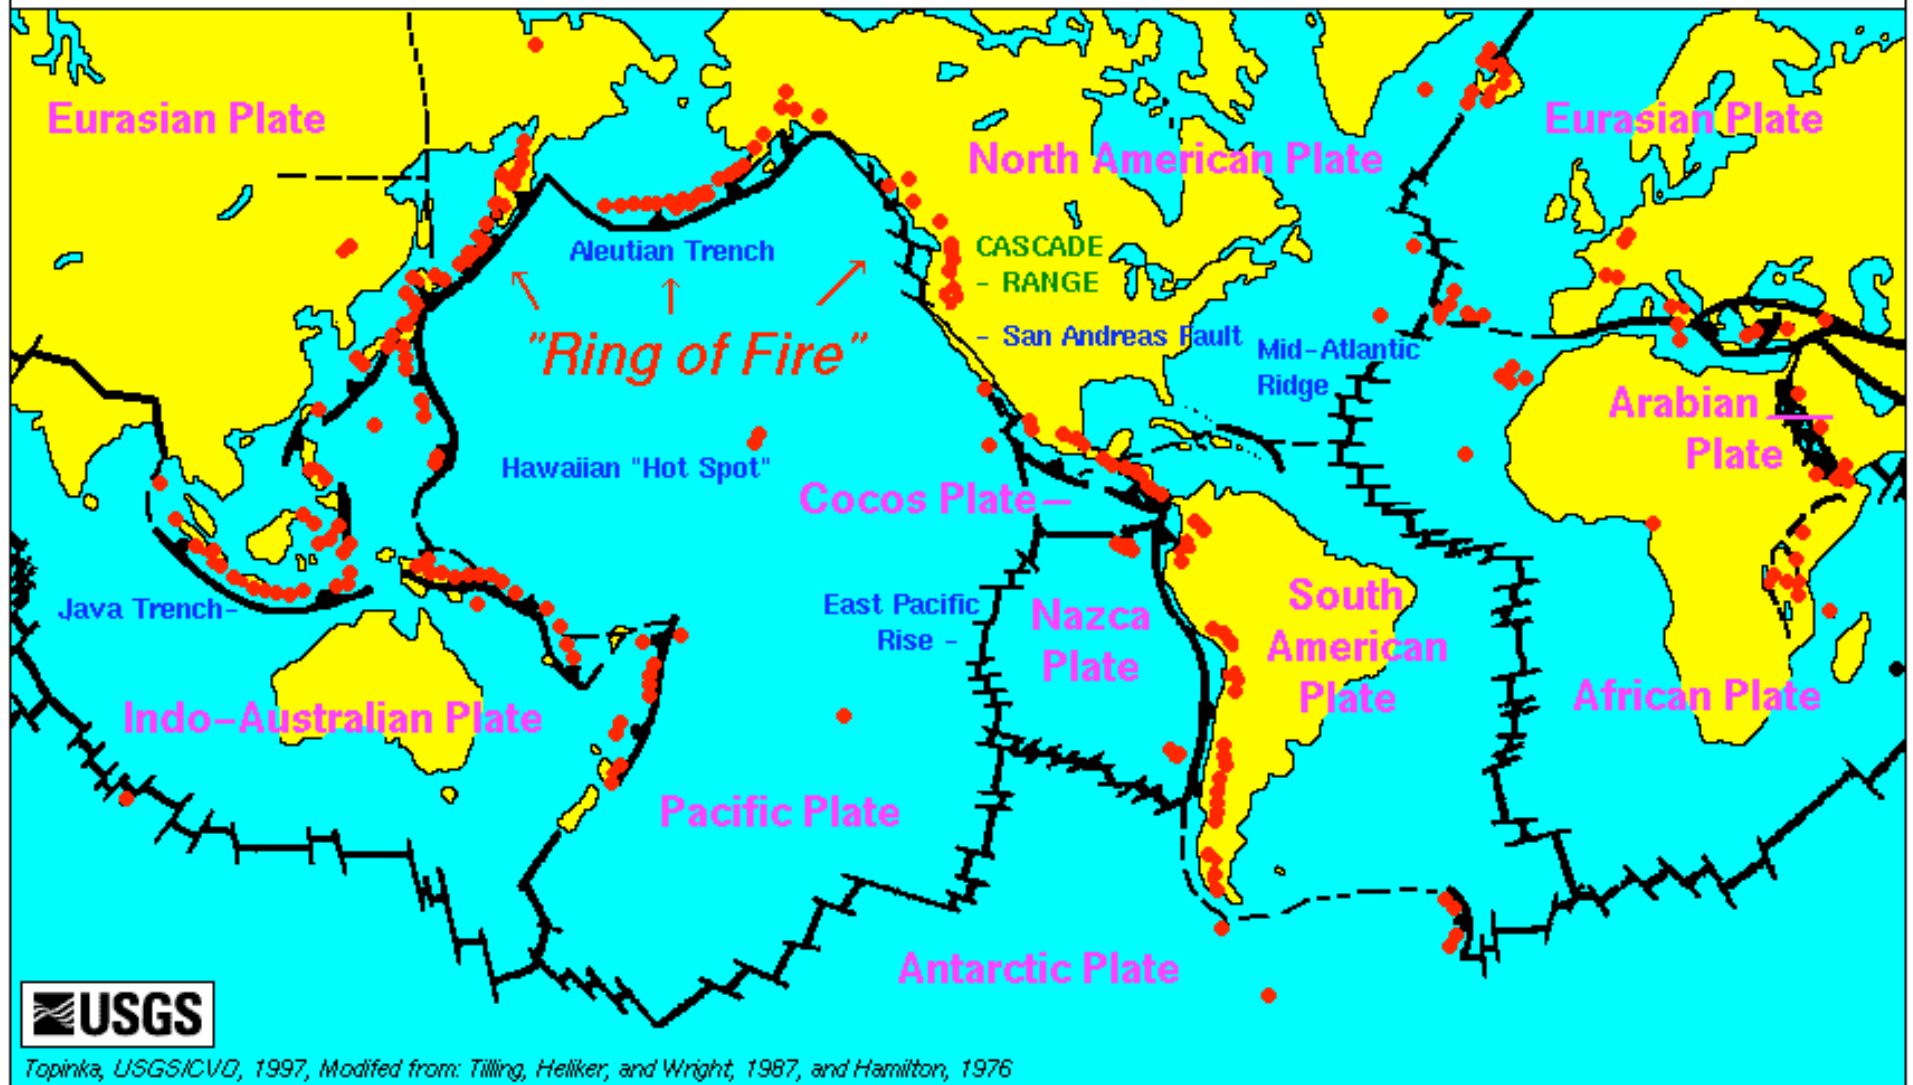 Eurasian Plate
Eurasian Plate
North American Plate
Aleutian Trench
CASCADE
- RANGE
"Ring of Fire"
- San Andreas Fault
Mid-Atlantic
Ridge
Arabian
Plate
Hawaiian "Hot Spot"
Cocos Plate
Java Trench-
East Pacific
Rise -
Nazca
Plate
South
American
Plate
Indo-Australian Plate
African Plate
Pacific Plate
Antarctic Plate
USGS
Topinka, USGS/CVO, 1997, Modifed from: Tilling, Heliker, and Wright, 1987, and Hamilton, 1976